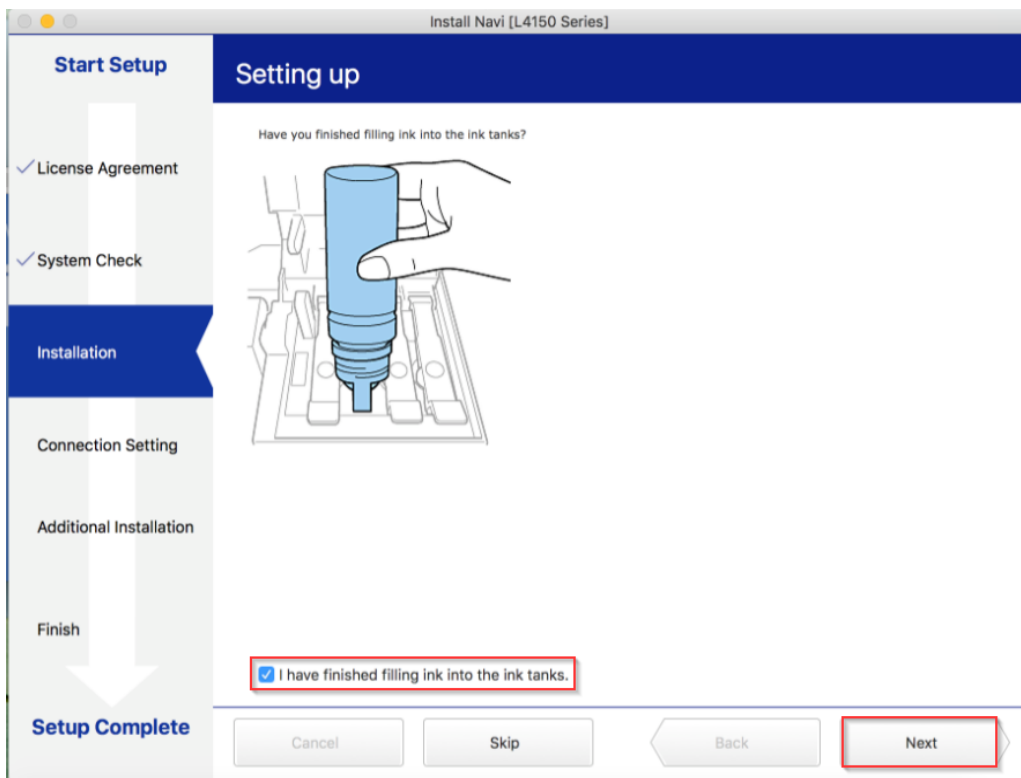 Install Navi [L4150 Series]
Start Setup
License Agreement
System Check
Installation
Connection Setting
Additional Installation
Finish
Setup Complete
Setting up
Have you finished filling ink into the ink tanks?
I have finished filling ink into the ink tanks.
Cancel
Skip
Back
Next